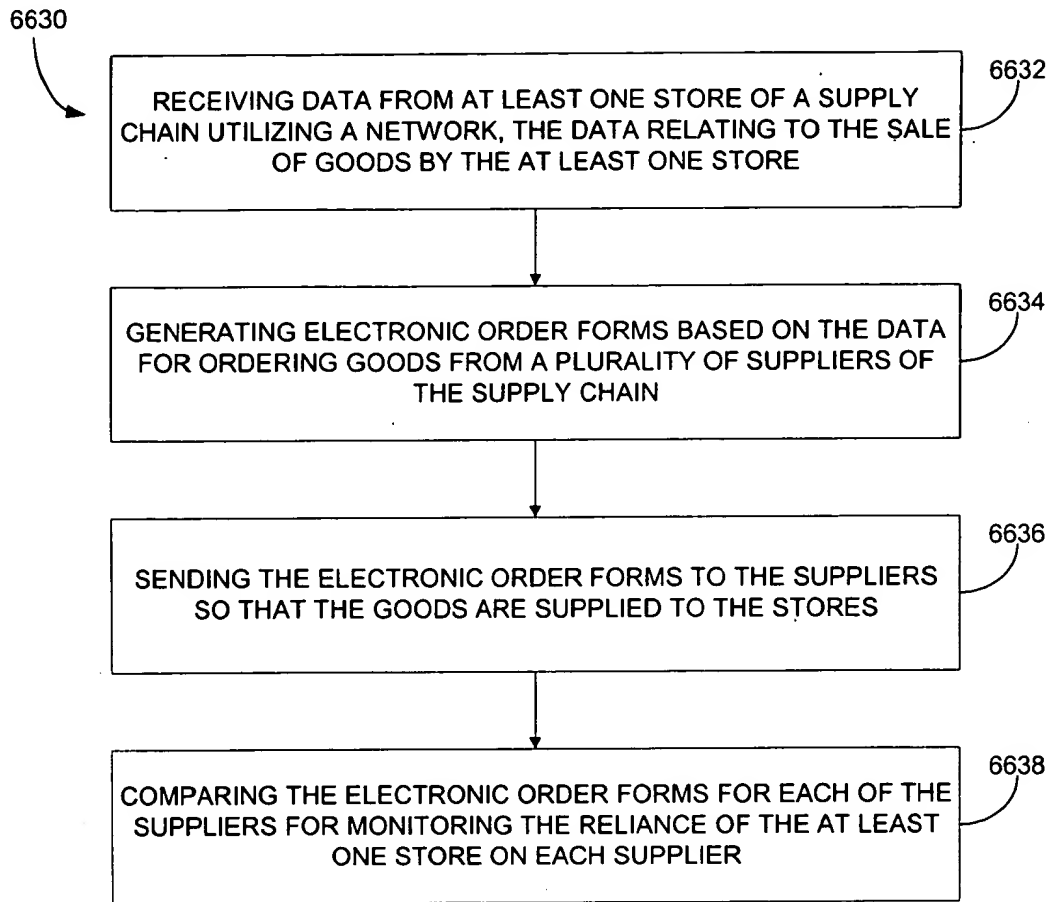 6630
6632
RECEIVING DATA FROM AT LEAST ONE STORE OF A SUPPLY
CHAIN UTILIZING A NETWORK, THE DATA RELATING TO THE SALE
OF GOODS BY THE AT LEAST ONE STORE
6634
GENERATING ELECTRONIC ORDER FORMS BASED ON THE DATA
FOR ORDERING GOODS FROM A PLURALITY OF SUPPLIERS OF
THE SUPPLY CHAIN
6636
SENDING THE ELECTRONIC ORDER FORMS TO THE SUPPLIERS
SO THAT THE GOODS ARE SUPPLIED TO THE STORES
6638
COMPARING THE ELECTRONIC ORDER FORMS FOR EACH OF THE
SUPPLIERS FOR MONITORING THE RELIANCE OF THE AT LEAST
ONE STORE ON EACH SUPPLIER